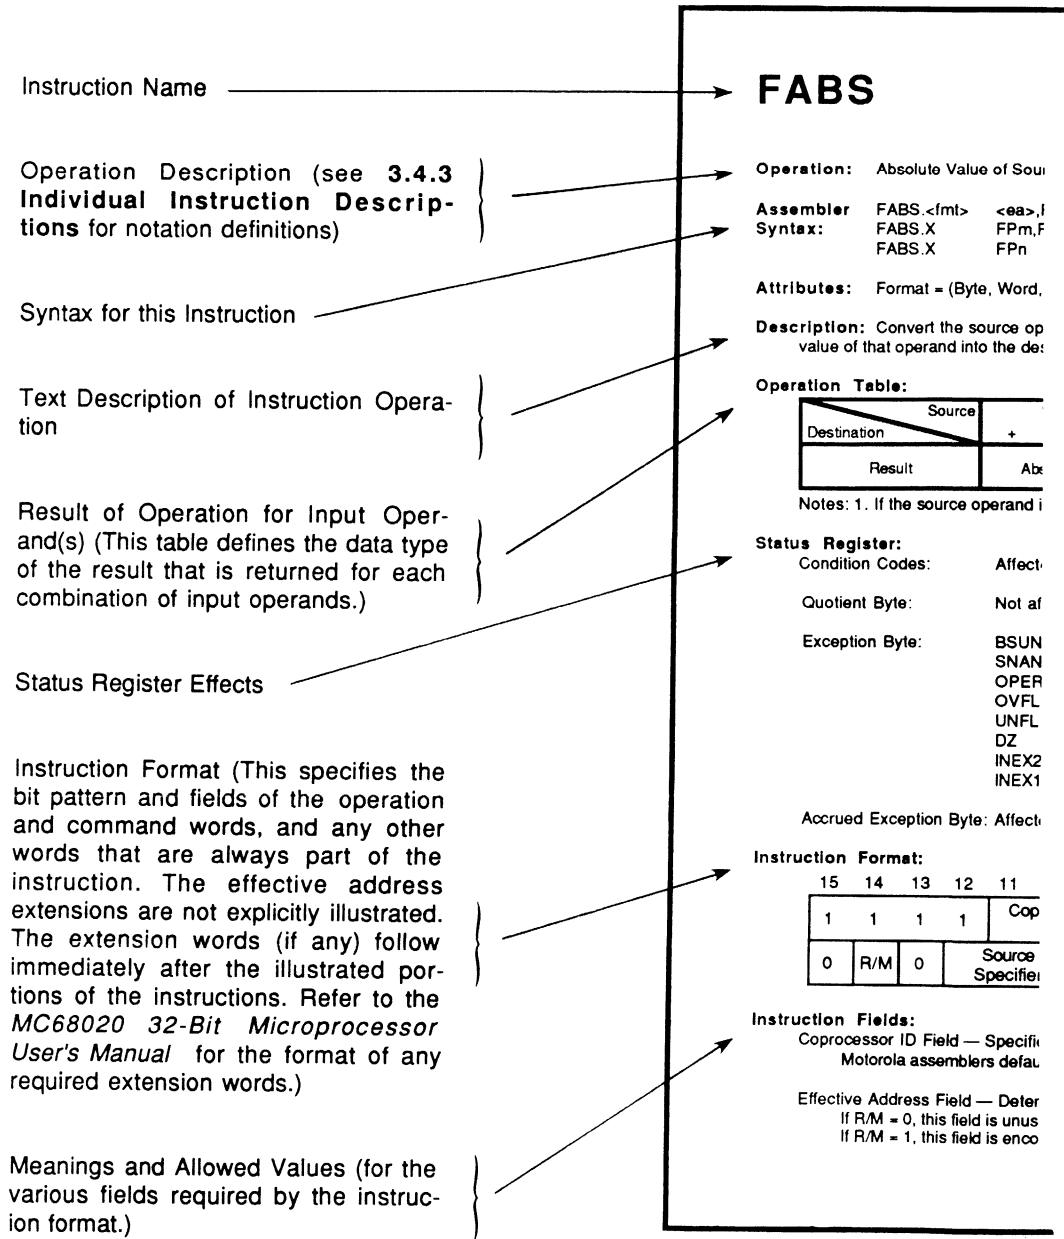 Instruction Name
FABS
Operation Description (see 3.4.3
Individual Instruction Descrip-
tions for notation definitions)
Operation: Absolute Value of
Assembler FABS.<fmt> <ea>,
Syntax: FABS.X FPm,
FABS.X FPn
Syntax for this Instruction
Attributes: Format = (Byte, Word,
Description: Convert the source
value of that operand into the
Text Description of Instruction Opera-
tion
Operation Table:
Source
Destination +
Result
Notes: 1. If the source operand
Result of Operation for Input Oper-
and(s) (This table defines the data type
of the result that is returned for each
combination of input operands.)
Status Register:
Condition Codes:
Quotient Byte: Not
Exception Byte: BSUN
SNAN
OPER
OVFL
UNFL
DZ
INEX2
INEX1
Accrued Exception Byte:
Status Register Effects
Instruction Format (This specifies the
bit pattern and fields of the operation
and command words, and any other
words that are always part of the
instruction. The effective address
extensions are not explicitly illustrated.
The extension words (if any) follow
immediately after the illustrated por-
tions of the instructions. Refer to the
MC68020 32-Bit Microprocessor
User's Manual for the format of any
required extension words.)
Instruction Format:
15 14 13 12 11
1 1 1 1 Cop
0 R/M 0 Source
Instruction Fields:
Coprocessor ID Field —
Motorola assemblers
Effective Address Field —
If R/M = 0, this field is
If R/M = 1, this field is
Meanings and Allowed Values (for the
various fields required by the instruc-
ion format.)